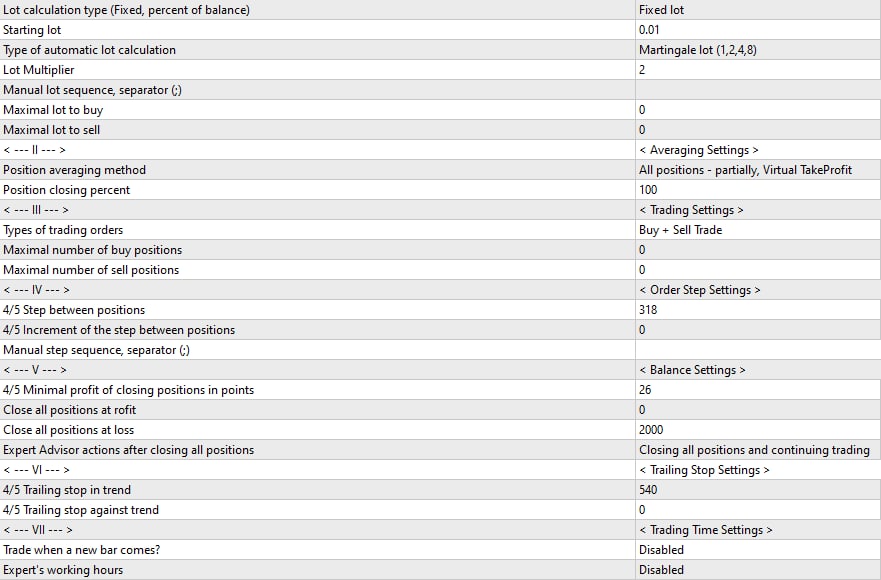 Lot calculation type (Fixed, percent of balance) Fixed lot
Starting lot 0.01
Type of automatic lot calculation Martingale lot (1,2,4,8)
Lot Multiplier 2
Manual lot sequence, separator (;)
Maximal lot to buy 0
Maximal lot to sell 0
< --- II --- > < Averaging Settings >
Position averaging method All positions - partially, Virtual TakeProfit
Position closing percent 100
< --- III --- > < Trading Settings >
Types of trading orders Buy + Sell Trade
Maximal number of buy positions 0
Maximal number of sell positions 0
< --- IV --- > < Order Step Settings >
4/5 Step between positions 318
4/5 Increment of the step between positions 0
Manual step sequence, separator (;)
< --- V --- > < Balance Settings >
4/5 Minimal profit of closing positions in points 26
Close all positions at rofit 0
Close all positions at loss 2000
Expert Advisor actions after closing all positions Closing all positions and continuing trading
< --- VI --- > < Trailing Stop Settings >
4/5 Trailing stop in trend 540
4/5 Trailing stop against trend 0
< --- VII --- > < Trading Time Settings >
Trade when a new bar comes? Disabled
Expert's working hours Disabled